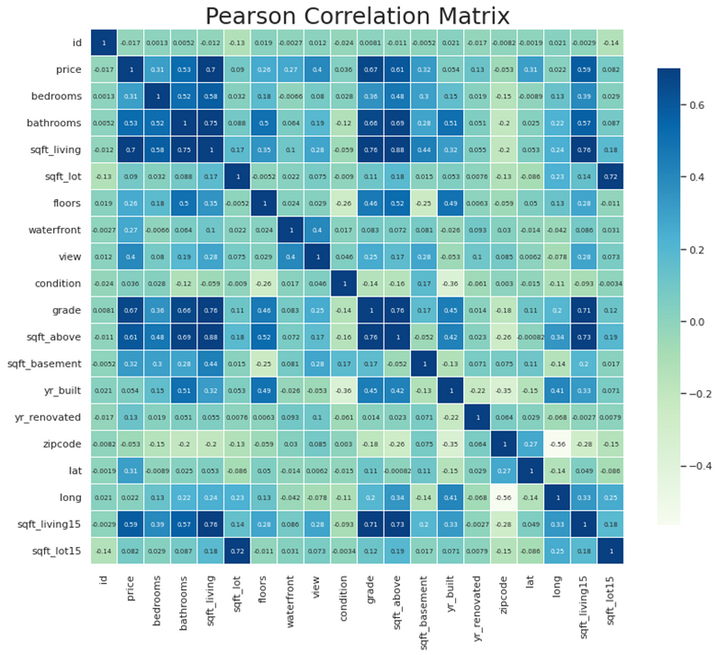 Pearson Correlation Matrix
id 1 -0.017 0.0013 0.0052 -0.012 -0.13 0.019 -0.0027 0.012 -0.024 0.0081 -0.011 -0.0052 0.021 -0.017 -0.0082 -0.0019 0.021 -0.0029 -0.14
price -0.017 1 0.31 0.53 0.7 0.09 0.26 0.27 0.4 0.036 0.67 0.61 0.32 0.054 0.13 -0.053 0.31 0.022 0.59 0.082
bedrooms 0.0013 0.31 1 0.52 0.58 0.032 0.18 -0.0066 0.08 0.028 0.36 0.48 0.3 0.15 0.019 -0.15 -0.0089 0.13 0.39 0.029
bathrooms 0.0052 0.53 0.52 1 0.75 0.088 0.5 0.064 0.19 -0.12 0.66 0.69 0.28 0.51 0.051 -0.2 0.025 0.22 0.57 0.087
sqft_living -0.012 0.7 0.58 0.75 1 0.17 0.35 0.1 0.28 -0.059 0.76 0.88 0.44 0.32 0.055 -0.2 0.053 0.24 0.76 0.18
sqft_lot -0.13 0.09 0.032 0.088 0.17 1 -0.0052 0.022 0.075 -0.009 0.11 0.18 0.015 0.053 0.0076 -0.13 -0.086 0.23 0.14 0.72
floors 0.019 0.26 0.18 0.5 0.35 -0.0052 1 0.024 0.029 -0.26 0.46 0.52 -0.25 0.49 0.0063 -0.059 0.05 0.13 0.28 -0.011
waterfront -0.0027 0.27 -0.0066 0.064 0.1 0.022 0.024 1 0.4 0.017 0.083 0.072 0.081 -0.026 0.093 0.03 -0.014 -0.042 0.086 0.031
view 0.012 0.4 0.08 0.19 0.28 0.075 0.029 0.4 1 0.046 0.25 0.17 0.28 -0.053 0.1 0.085 0.0062 -0.078 0.28 0.073
condition -0.024 0.036 0.028 -0.12 -0.059 -0.009 -0.26 0.017 0.046 1 -0.14 -0.16 0.17 -0.36 -0.061 0.003 -0.015 -0.11 -0.093 -0.0034
grade 0.0081 0.67 0.36 0.66 0.76 0.11 0.46 0.083 0.25 -0.14 1 0.76 0.17 0.45 0.014 -0.18 0.11 0.2 0.71 0.12
sqft_above -0.011 0.61 0.48 0.69 0.88 0.18 0.52 0.072 0.17 -0.16 0.76 1 -0.052 0.42 0.023 -0.26 -0.00082 0.34 0.73 0.19
sqft_basement -0.0052 0.32 0.3 0.28 0.44 0.015 -0.25 0.081 0.28 0.17 0.17 -0.052 1 -0.13 0.071 0.075 0.11 -0.14 0.2 0.017
yr_built 0.021 0.054 0.15 0.51 0.32 0.053 0.49 -0.026 -0.053 -0.36 0.45 0.42 -0.13 1 -0.22 -0.35 -0.15 0.41 0.33 0.071
yr_renovated -0.017 0.13 0.019 0.051 0.055 0.0076 0.0063 0.093 0.1 -0.061 0.014 0.023 0.071 -0.22 1 0.064 0.029 -0.068 -0.0027 0.0079
zipcode -0.0082 -0.053 -0.15 -0.2 -0.2 -0.13 -0.059 0.03 0.085 0.003 -0.18 -0.26 0.075 -0.35 0.064 1 0.27 -0.56 -0.28 -0.15
lat -0.0019 0.31 -0.0089 0.025 0.053 -0.086 0.05 -0.014 0.0062 -0.015 0.11 -0.00082 0.11 -0.15 0.029 0.27 1 -0.14 0.049 -0.086
long 0.021 0.022 0.13 0.22 0.24 0.23 0.13 -0.042 -0.078 -0.11 0.2 0.34 -0.14 0.41 -0.068 -0.56 -0.14 1 0.33 0.25
sqft_living15 -0.0029 0.59 0.39 0.57 0.76 0.14 0.28 0.086 0.28 -0.093 0.71 0.73 0.2 0.33 -0.0027 -0.28 0.049 0.33 1 0.18
sqft_lot15 -0.14 0.082 0.029 0.087 0.18 0.72 -0.011 0.031 0.073 -0.0034 0.12 0.19 0.017 0.071 0.0079 -0.15 -0.086 0.25 0.18 1
id price bedrooms bathrooms sqft_living sqft_lot floors waterfront view condition grade sqft_above sqft_basement yr_built yr_renovated zipcode lat long sqft_living15 sqft_lot15
0.6
0.4
0.2
0.0
−0.2
−0.4